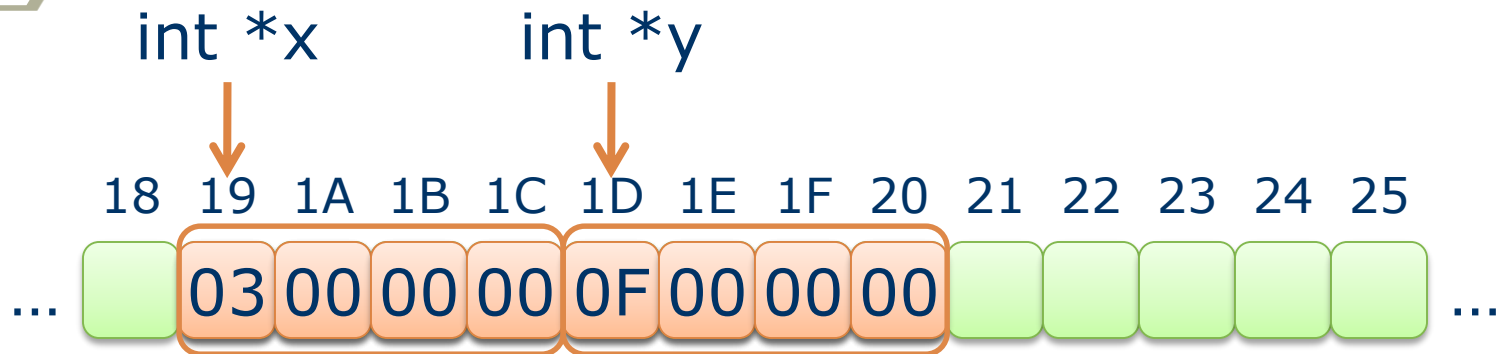 int *x int *y
18 19 1A 1B 1C 1D 1E 1F 20 21 22 23 24 25
... 03 00 00 00 0F 00 00 00 ...